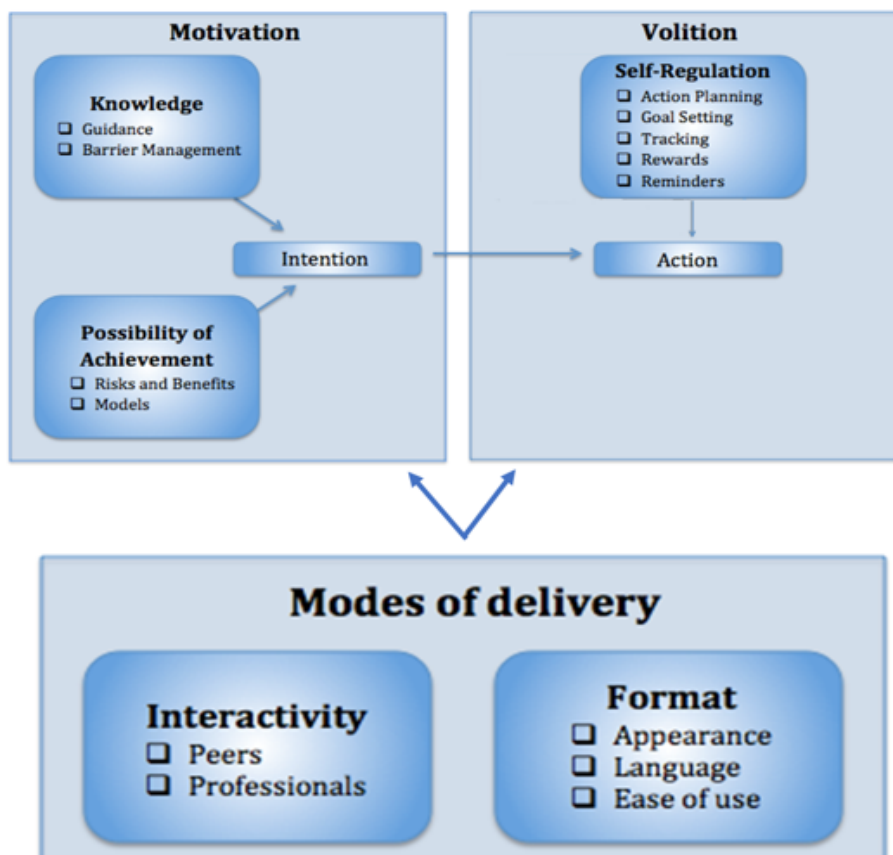 Motivation
Knowledge
❑ Guidance
❑ Barrier Management
Intention
Possibility of
Achievement
❑ Risks and Benefits
❑ Models
Volition
Self-Regulation
❑ Action Planning
❑ Goal Setting
❑ Tracking
❑ Rewards
❑ Reminders
Action
Modes of delivery
Interactivity
❑ Peers
❑ Professionals
Format
❑ Appearance
❑ Language
❑ Ease of use